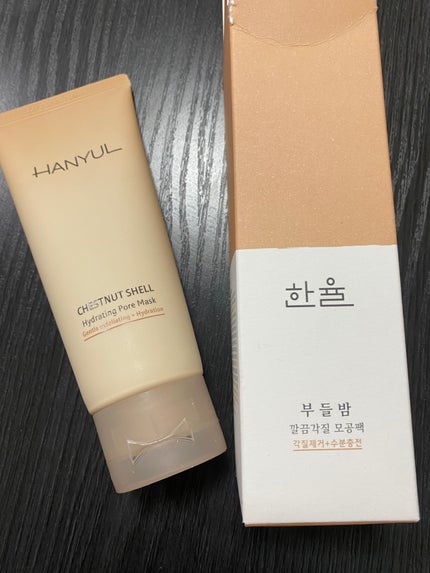 HANYUL
CHESTNUT SHELL
Hydrating Pore Mask
Gentle exfoliating + Hydration
한율
부들밤
깔끔각질 모공팩
각질제거+수분충전